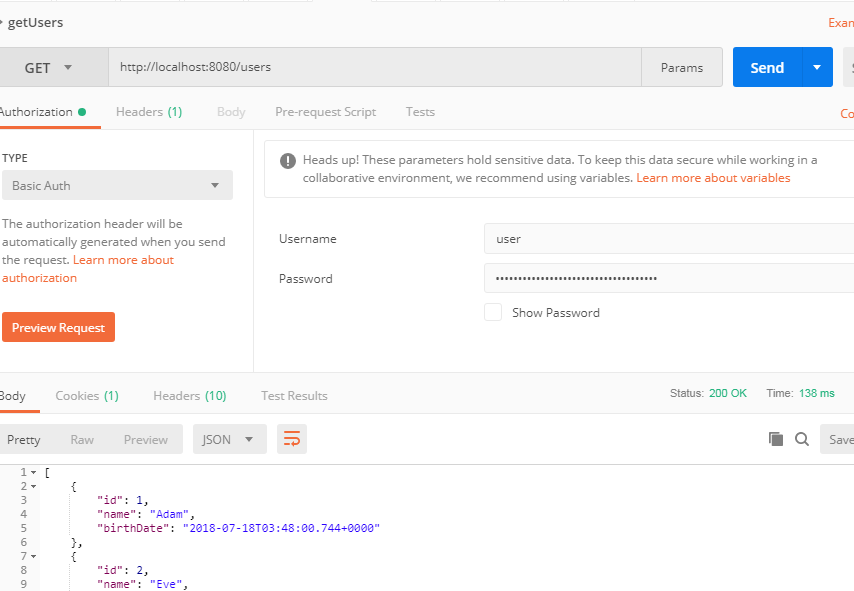 getUsers
Exam
GET http://localhost:8080/users Params Send
Authorization Headers (1) Body Pre-request Script Tests Co
TYPE
Basic Auth
The authorization header will be
automatically generated when you send
the request. Learn more about
authorization
Preview Request
Heads up! These parameters hold sensitive data. To keep this data secure while working in a
collaborative environment, we recommend using variables. Learn more about variables
Username user
Password ••••••••••••••••••••••••••••••••••••
Show Password
Body Cookies (1) Headers (10) Test Results Status: 200 OK Time: 138 ms
Pretty Raw Preview JSON Save
1 [
2 {
3 "id": 1,
4 "name": "Adam",
5 "birthDate": "2018-07-18T03:48:00.744+0000"
6 },
7 {
8 "id": 2,
9 "name": "Eve",